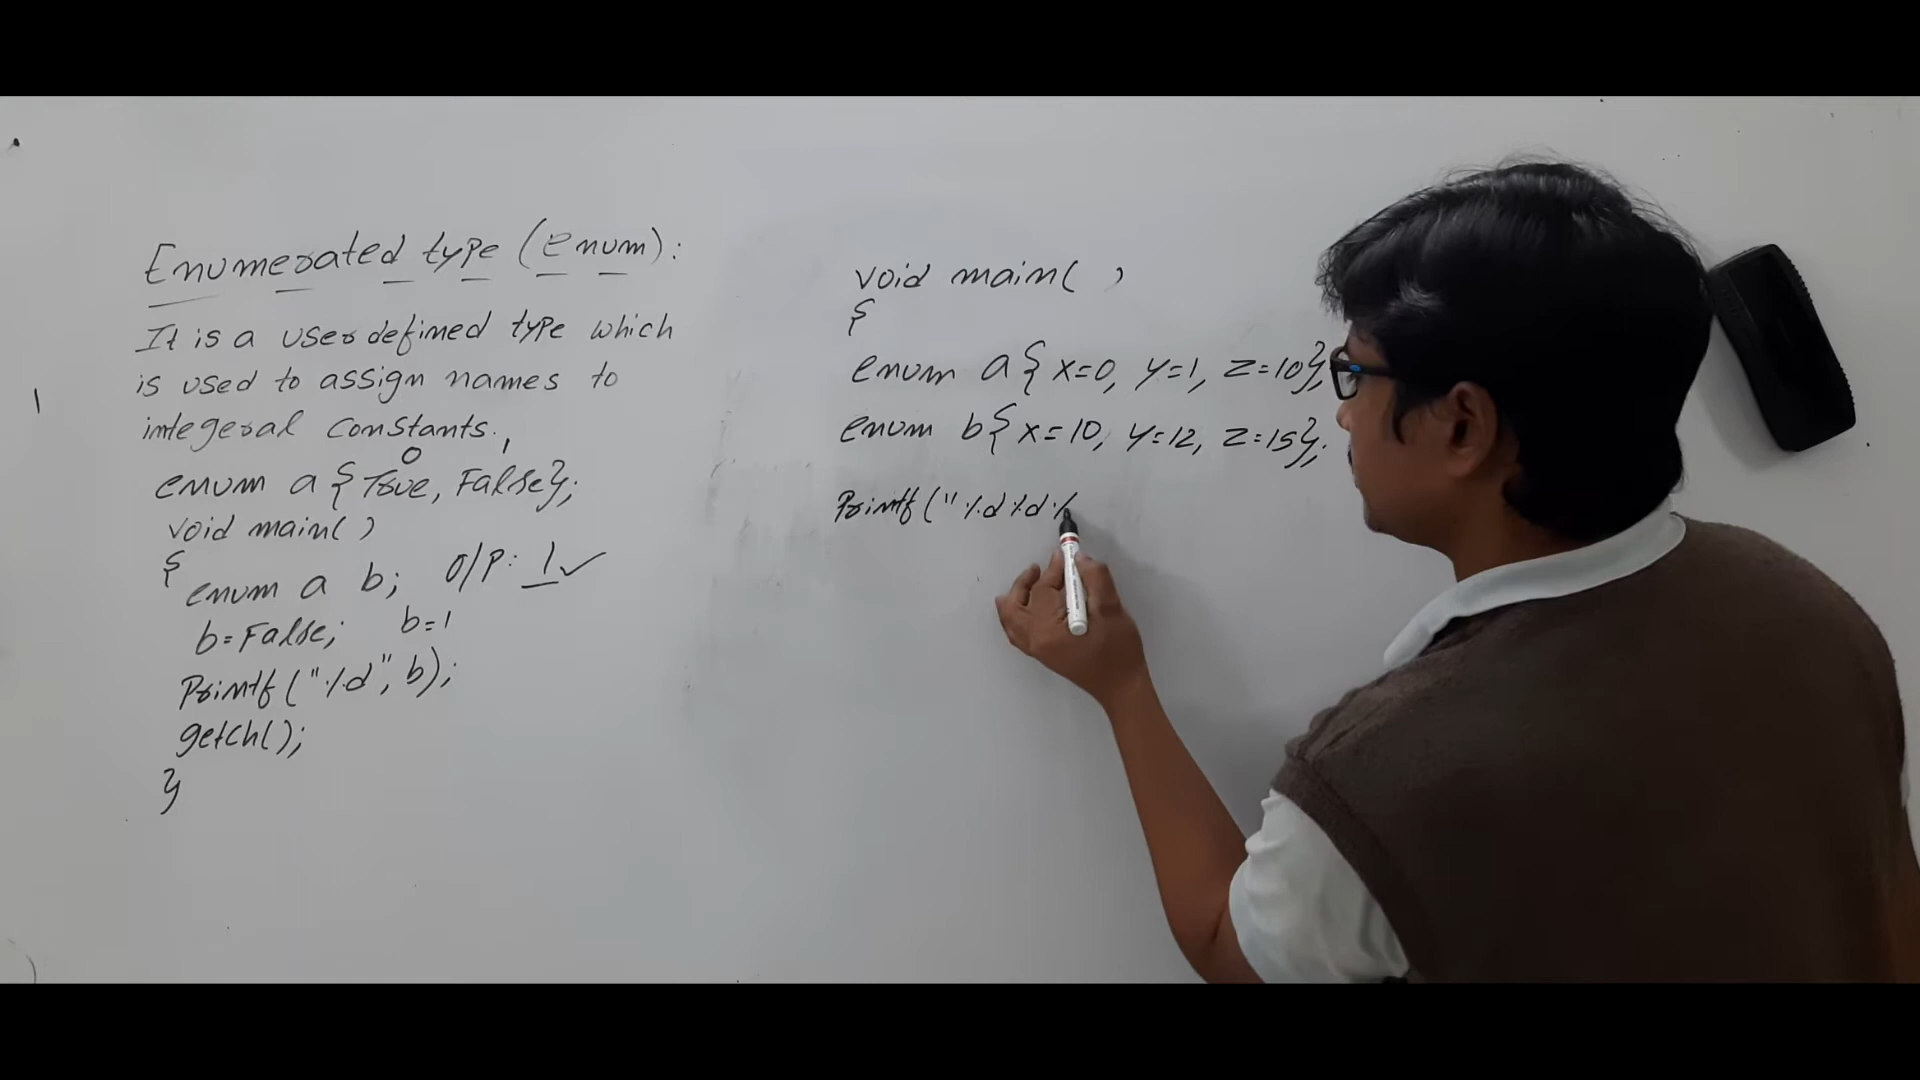 Enumerated type (enum):
It is a user defined type which
is used to assign names to
integeral constants.
0 1
enum a { True, False};
void main( )
{
enum a b; O/P: 1 ✓
b=False; b=1
Printf ("%d", b);
getch();
}
void main( )
{
enum a { x=0, y=1, z=10};
enum b { x=10, y=12, z=15};
Printf ("%d %d %